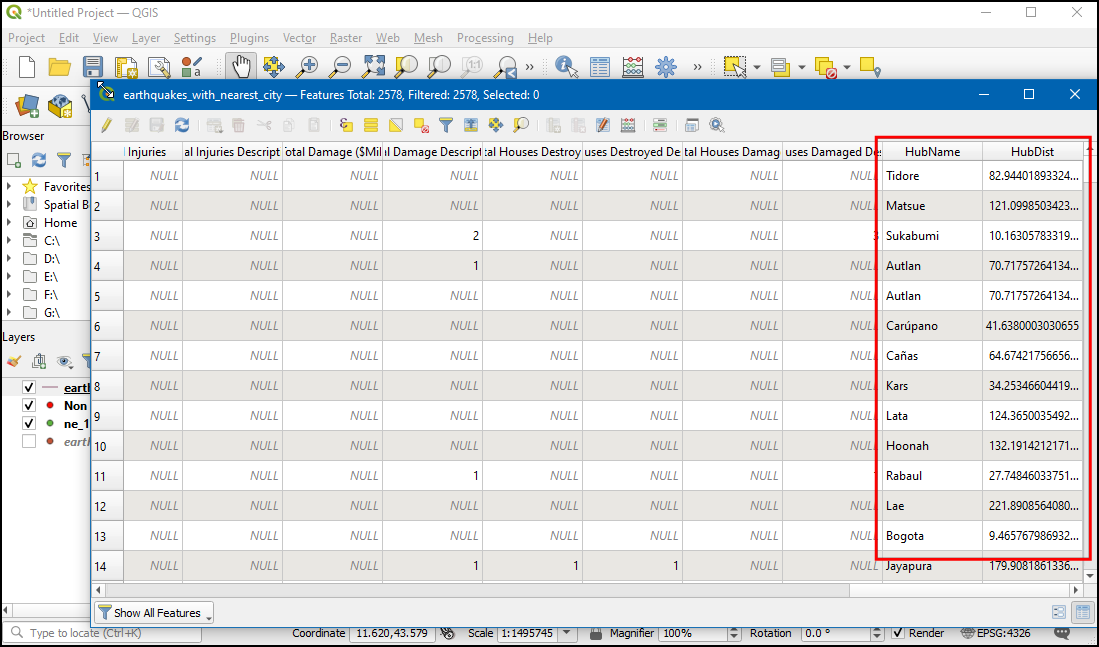 *Untitled Project — QGIS
Project Edit View Layer Settings Plugins Vector Raster Web Mesh Processing Help
earthquakes_with_nearest_city — Features Total: 2578, Filtered: 2578, Selected: 0
Browser
Favorites
Spatial B
Home
C:\
D:\
E:\
F:\
G:\
Layers
earth
Non
ne_1
earth
Injuries al Injuries Descript Total Damage ($Mil l Damage Descript tal Houses Destroy uses Destroyed De tal Houses Damag uses Damaged Des HubName HubDist
1 NULL NULL NULL NULL NULL NULL NULL NULL Tidore 82.94401893324...
2 NULL NULL NULL NULL NULL NULL NULL NULL Matsue 121.0998503423...
3 NULL NULL NULL 2 NULL NULL NULL 3 Sukabumi 10.16305783319...
4 NULL NULL NULL 1 NULL NULL NULL NULL Autlan 70.71757264134...
5 NULL NULL NULL NULL NULL NULL NULL NULL Autlan 70.71757264134...
6 NULL NULL NULL NULL NULL NULL NULL NULL Carúpano 41.6380003030655
7 NULL NULL NULL NULL NULL NULL NULL NULL Cañas 64.67421756656...
8 NULL NULL NULL NULL NULL NULL NULL NULL Kars 34.25346604419...
9 NULL NULL NULL NULL NULL NULL NULL NULL Lata 124.3650035492...
10 NULL NULL NULL NULL NULL NULL NULL NULL Hoonah 132.1914212171...
11 NULL NULL NULL 1 NULL NULL NULL Rabaul 27.74846033751...
12 NULL NULL NULL NULL NULL NULL NULL NULL Lae 221.8908564080...
13 NULL NULL NULL NULL NULL NULL NULL NULL Bogota 9.465767986932...
14 NULL NULL NULL 1 1 1 NULL NULL Jayapura 179.9081861336...
Show All Features
Type to locate (Ctrl+K) Coordinate 11.620,43.579 Scale 1:1495745 Magnifier 100% Rotation 0.0 ° Render EPSG:4326